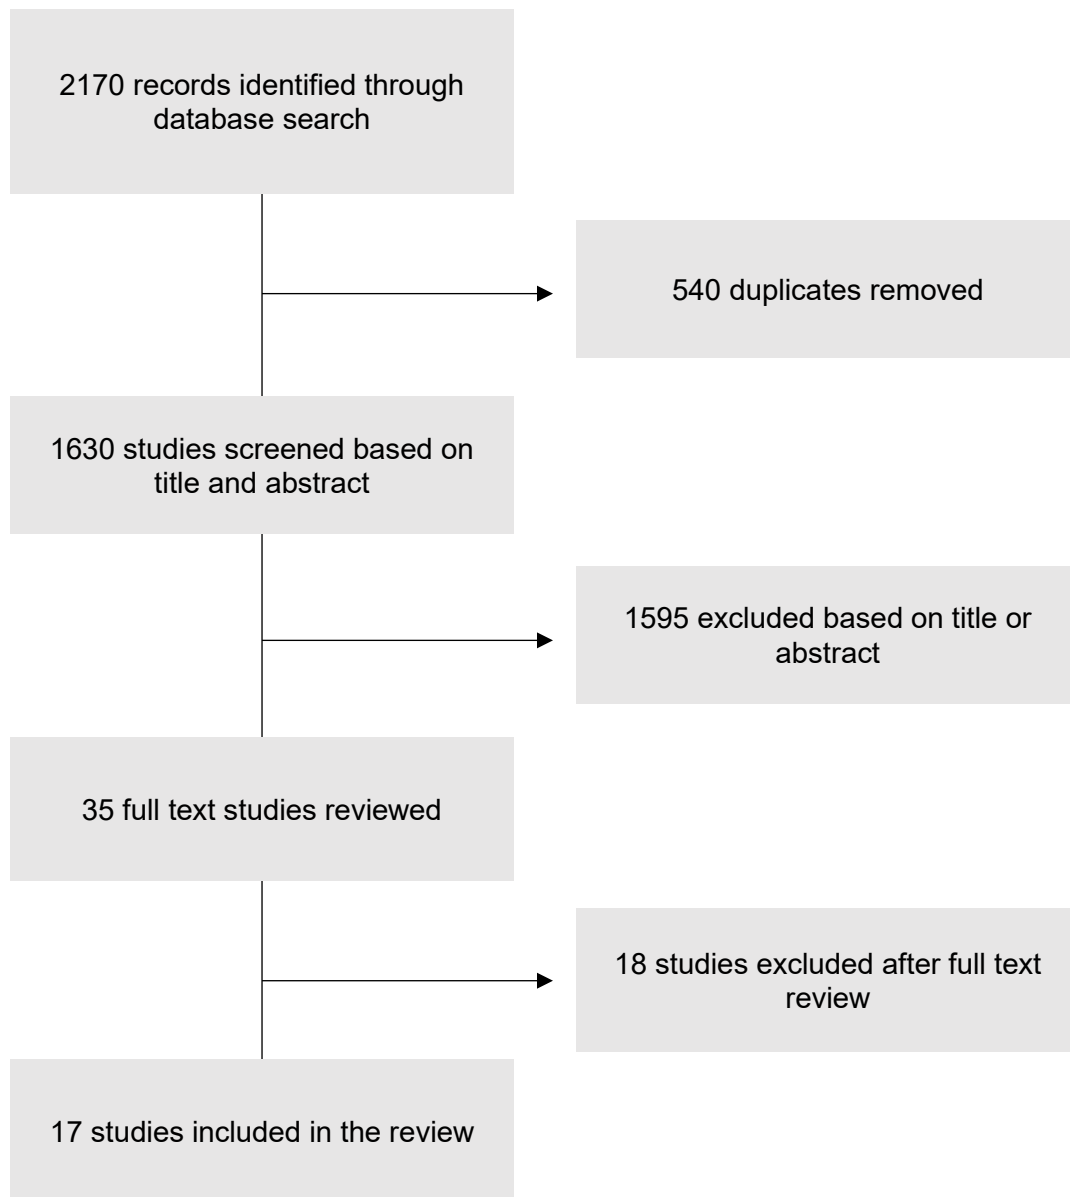 2170 records identified through
database search
540 duplicates removed
1630 studies screened based on
title and abstract
1595 excluded based on title or
abstract
35 full text studies reviewed
18 studies excluded after full text
review
17 studies included in the review